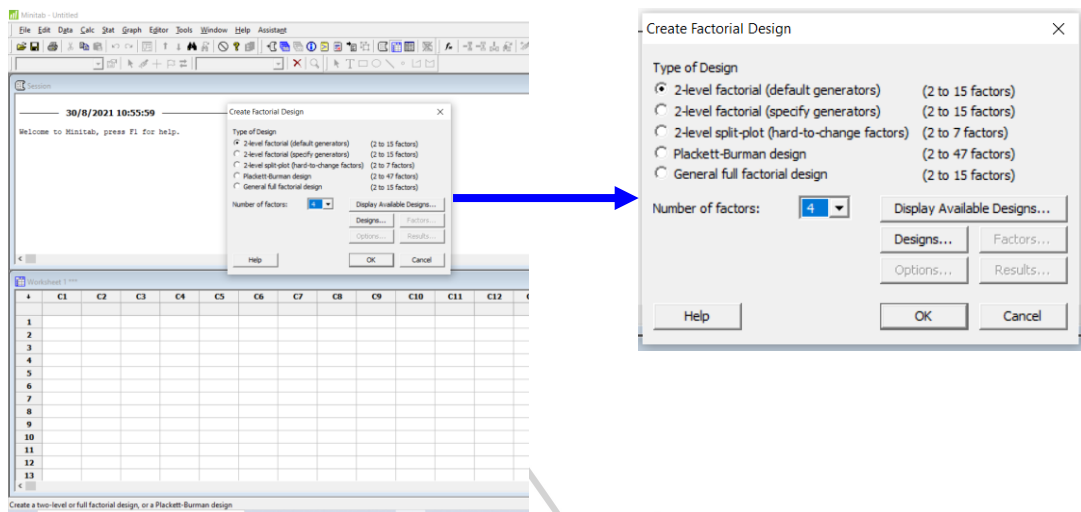 Minitab - Untitled
File Edit Data Calc Stat Graph Editor Tools Window Help Assistant
Session
30/8/2021 10:55:59
Welcome to Minitab, press F1 for help.
Create Factorial Design
Type of Design
2-level factorial (default generators) (2 to 15 factors)
2-level factorial (specify generators) (2 to 15 factors)
2-level split-plot (hard-to-change factors) (2 to 7 factors)
Plackett-Burman design (2 to 47 factors)
General full factorial design (2 to 15 factors)
Number of factors: 4 Display Available Designs...
Designs... Factors...
Options... Results...
Help OK Cancel
Worksheet 1 ***
C1 C2 C3 C4 C5 C6 C7 C8 C9 C10 C11 C12
1
2
3
4
5
6
7
8
9
10
11
12
13
Create a two-level or full factorial design, or a Plackett-Burman design
Create Factorial Design
Type of Design
2-level factorial (default generators) (2 to 15 factors)
2-level factorial (specify generators) (2 to 15 factors)
2-level split-plot (hard-to-change factors) (2 to 7 factors)
Plackett-Burman design (2 to 47 factors)
General full factorial design (2 to 15 factors)
Number of factors: 4 Display Available Designs...
Designs... Factors...
Options... Results...
Help OK Cancel